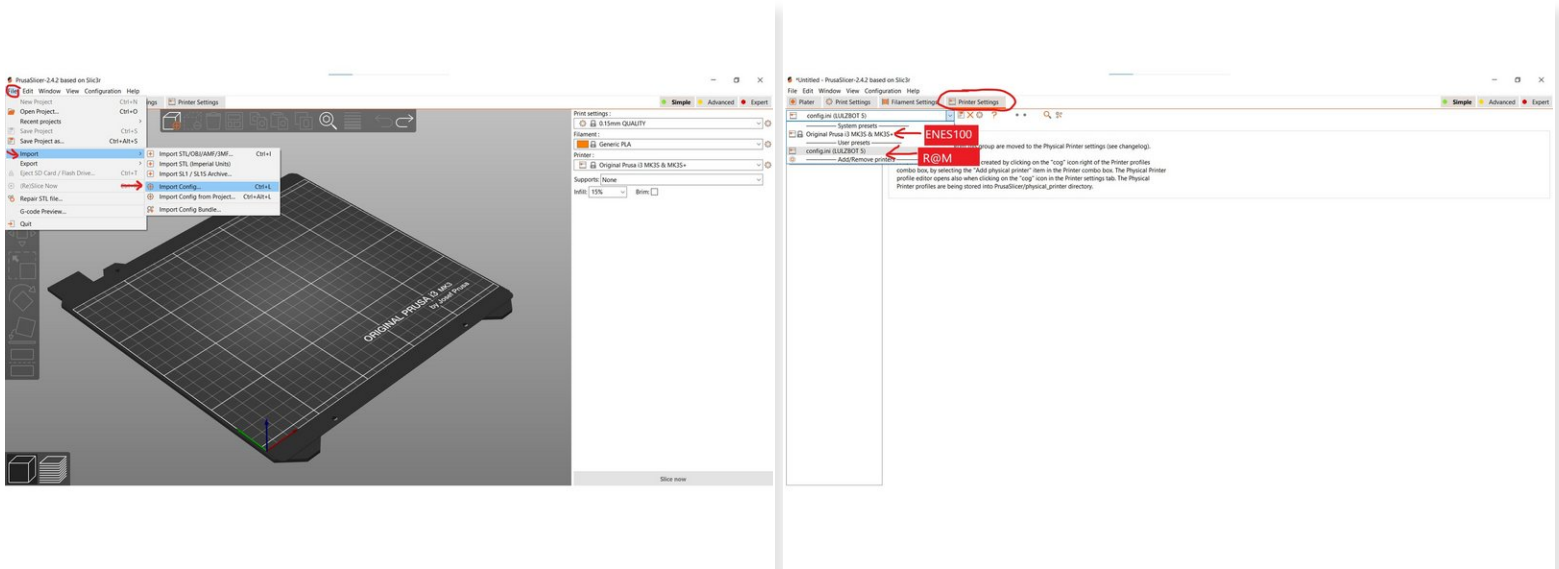 PrusaSlicer-2.4.2 based on Slic3r
File Edit Window View Configuration Help
New Project Ctrl+N
Open Project... Ctrl+O
Recent projects
Save Project Ctrl+S
Save Project as... Ctrl+Alt+S
Import
Export
Eject SD Card / Flash Drive... Ctrl+T
(Re)Slice Now
Repair STL file...
G-code Preview...
Quit
Import STL/OBJ/AMF/3MF... Ctrl+I
Import STL (Imperial Units)
Import SL1 / SL1S Archive...
Import Config... Ctrl+L
Import Config from Project... Ctrl+Alt+L
Import Config Bundle...
ings Printer Settings
Simple Advanced Expert
Print settings :
0.15mm QUALITY
Filament :
Generic PLA
Printer :
Original Prusa i3 MK3S & MK3S+
Supports: None
Infill: 15% Brim:
ORIGINAL PRUSA i3 MK3
by Josef Prusa
Slice now
*Untitled - PrusaSlicer-2.4.2 based on Slic3r
File Edit Window View Configuration Help
Plater Print Settings Filament Settings Printer Settings
Simple Advanced Expert
config.ini (LULZBOT 5)
System presets
Original Prusa i3 MK3S & MK3S+
ENES100
User presets
config.ini (LULZBOT 5)
R@M
Add/Remove printers
group are moved to the Physical Printer settings (see changelog).
created by clicking on the "cog" icon right of the Printer profiles
combo box, by selecting the "Add physical printer" item in the Printer combo box. The Physical Printer
profile editor opens also when clicking on the "cog" icon in the Printer settings tab. The Physical
Printer profiles are being stored into PrusaSlicer/physical_printer directory.